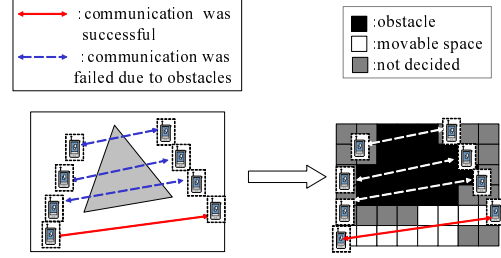 : communication was
successful
: communication was
failed due to obstacles
:obstacle
:movable space
:not decided